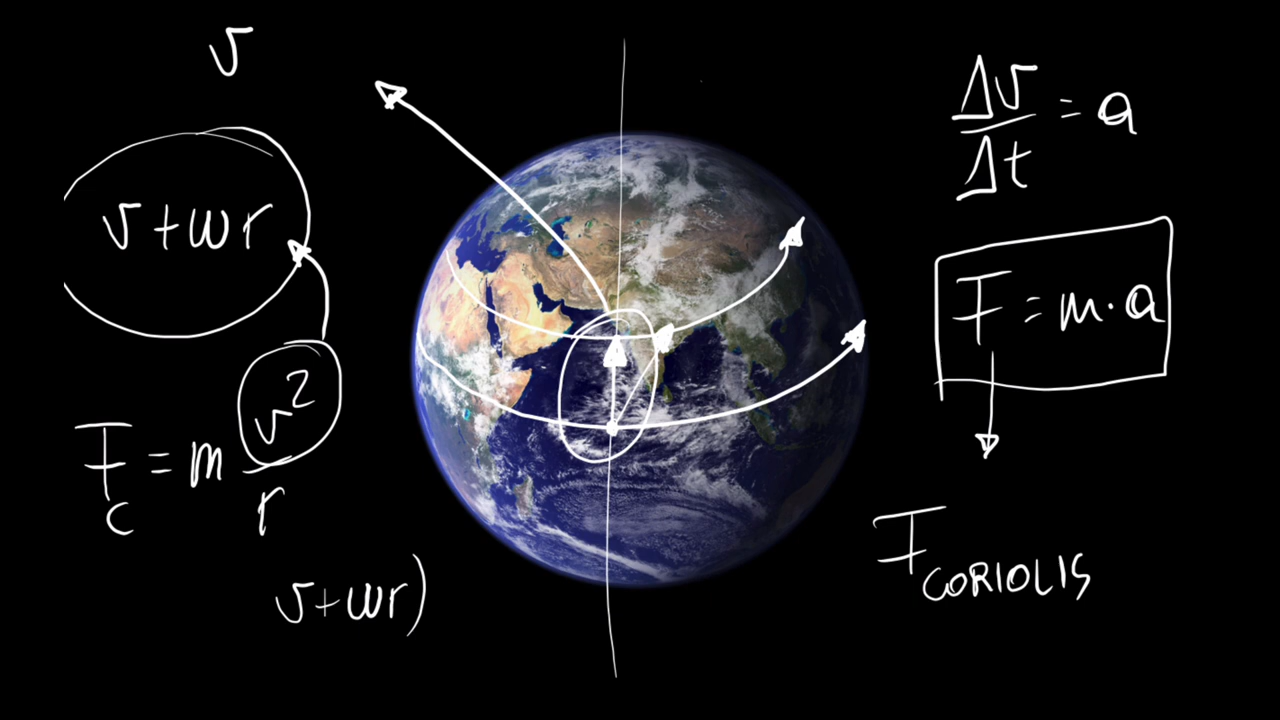 v
v + ωr
F_c = m v²/r
v + ωr)
Δv/Δt = a
F = m · a
F_CORIOLIS